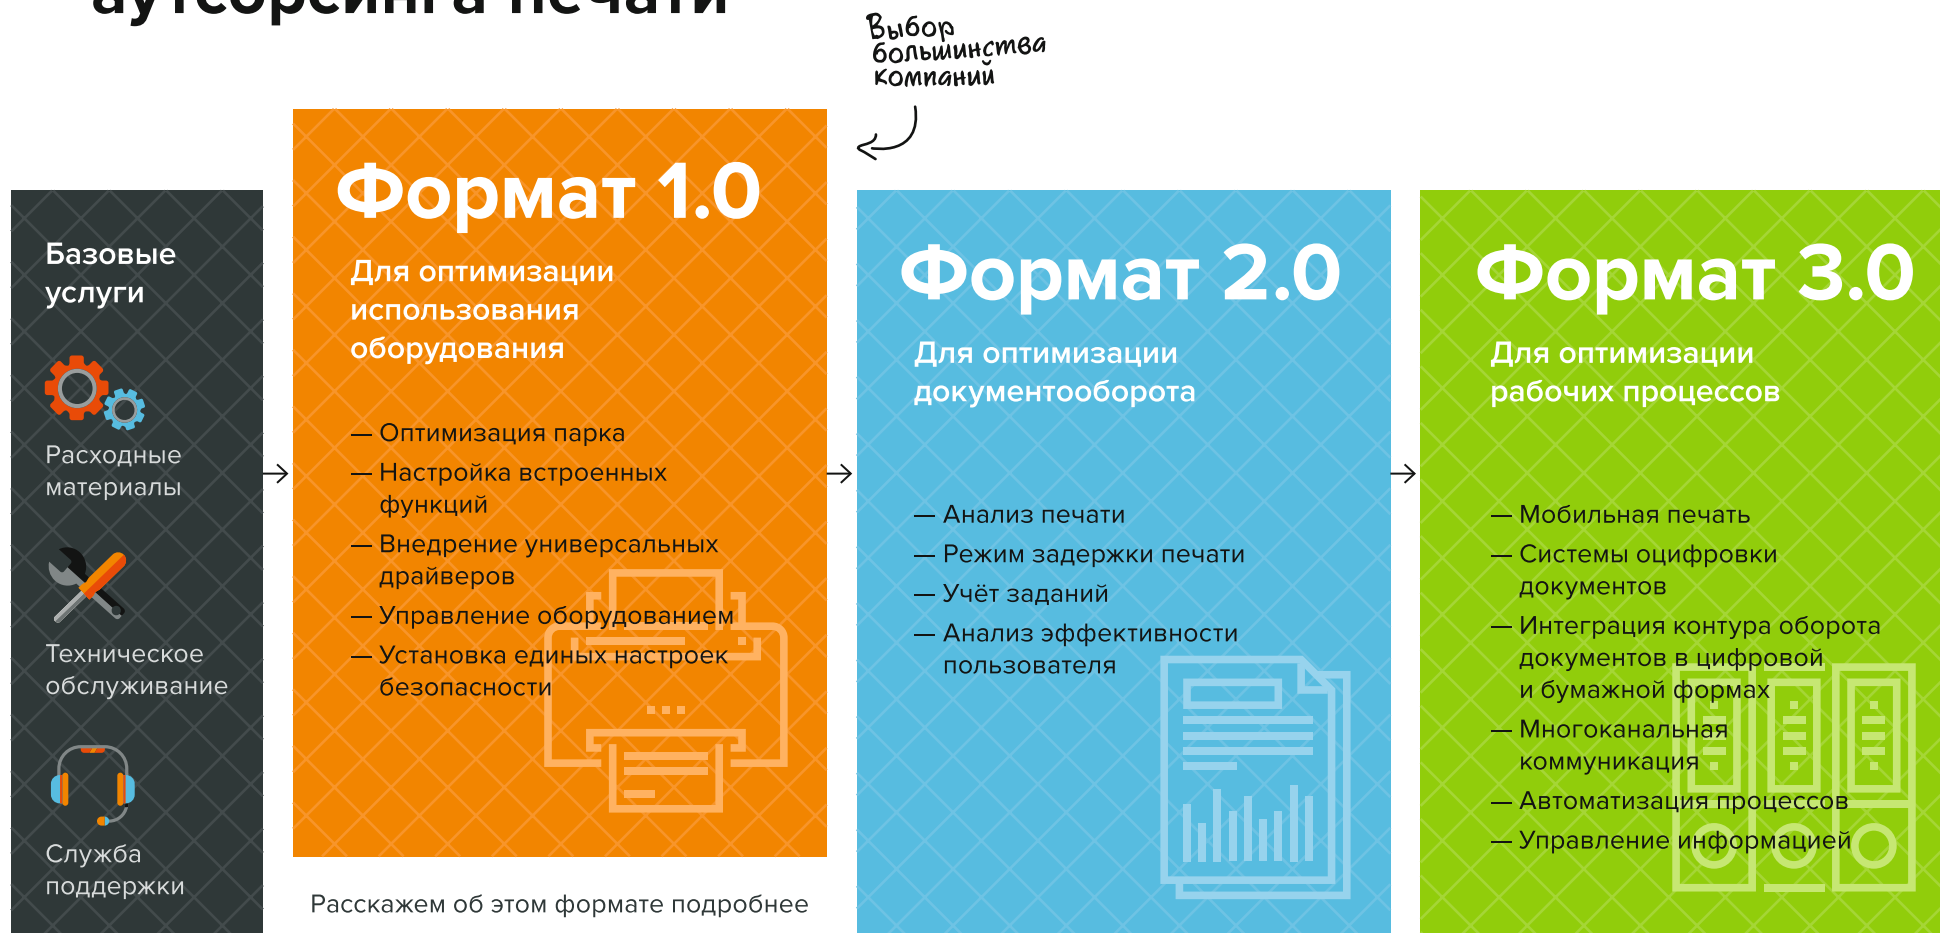 аутсорсинга печати
Выбор
большинства
компаний
Базовые
услуги
Расходные
материалы
Техническое
обслуживание
Служба
поддержки
Формат 1.0
Для оптимизации
использования
оборудования
— Оптимизация парка
— Настройка встроенных
функций
— Внедрение универсальных
драйверов
— Управление оборудованием
— Установка единых настроек
безопасности
Расскажем об этом формате подробнее
Формат 2.0
Для оптимизации
документооборота
— Анализ печати
— Режим задержки печати
— Учёт заданий
— Анализ эффективности
пользователя
Формат 3.0
Для оптимизации
рабочих процессов
— Мобильная печать
— Системы оцифровки
документов
— Интеграция контура оборота
документов в цифровой
и бумажной формах
— Многоканальная
коммуникация
— Автоматизация процессов
— Управление информацией